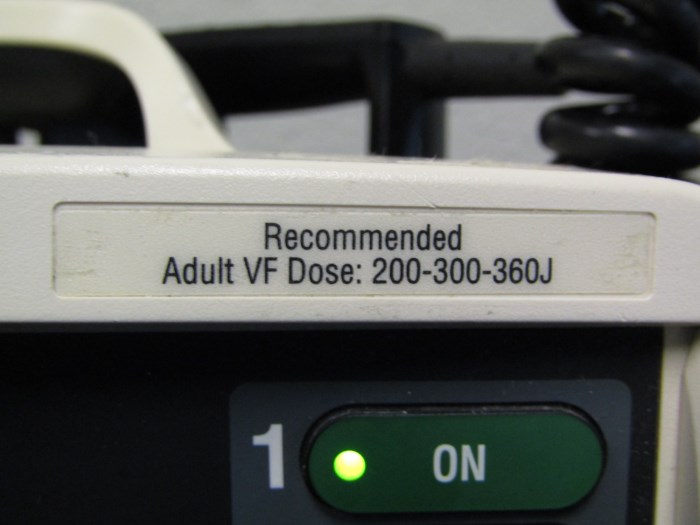 Recommended
Adult VF Dose: 200-300-360J
1 ON